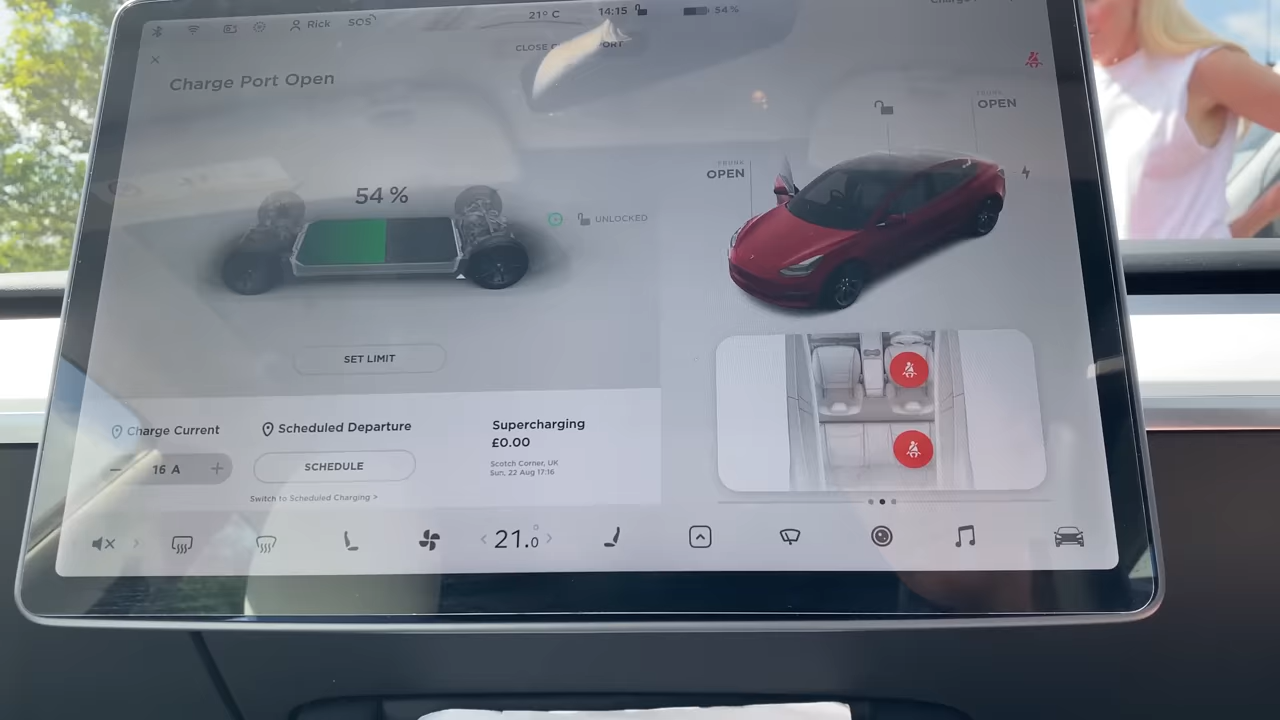 Rick
SOS
21° C
14:15
54 %
Charge Port Open
54 %
UNLOCKED
SET LIMIT
Charge Current
16 A
Scheduled Departure
SCHEDULE
Switch to Scheduled Charging >
Supercharging
£0.00
Scotch Corner, UK
Sun, 22 Aug 17:16
TRUNK
OPEN
OPEN
21.0°